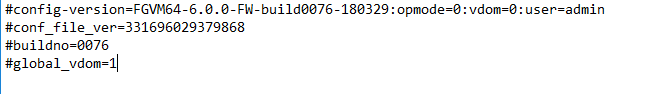 #config-version=FGVM64-6.0.0-FW-build0076-180329:opmode=0:vdom=0:user=admin
#conf_file_ver=331696029379868
#buildno=0076
#global_vdom=1